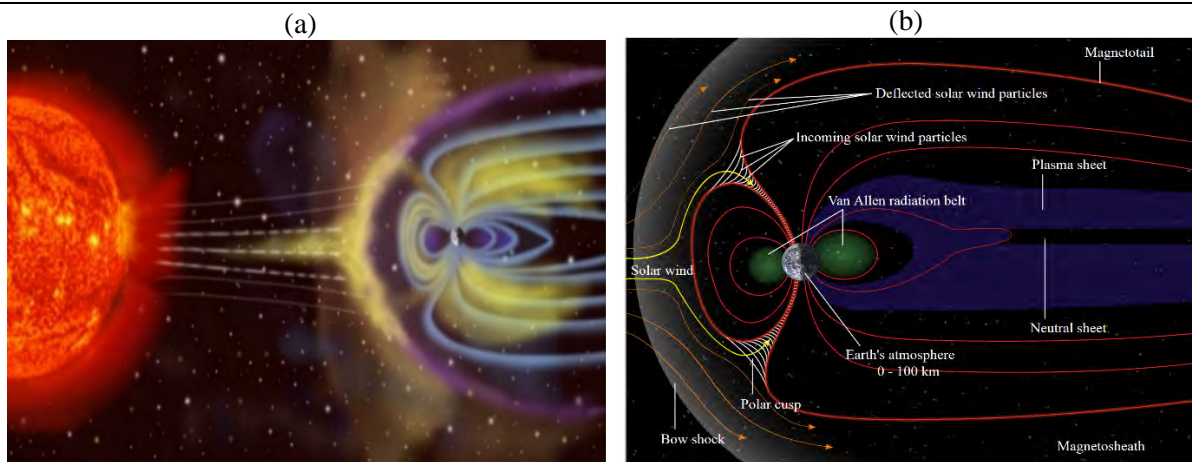 (a)
(b)
Magnetotail
Deflected solar wind particles
Incoming solar wind particles
Plasma sheet
Van Allen radiation belt
Solar wind
Neutral sheet
Earth's atmosphere
0 - 100 km
Polar cusp
Bow shock
Magnetosheath